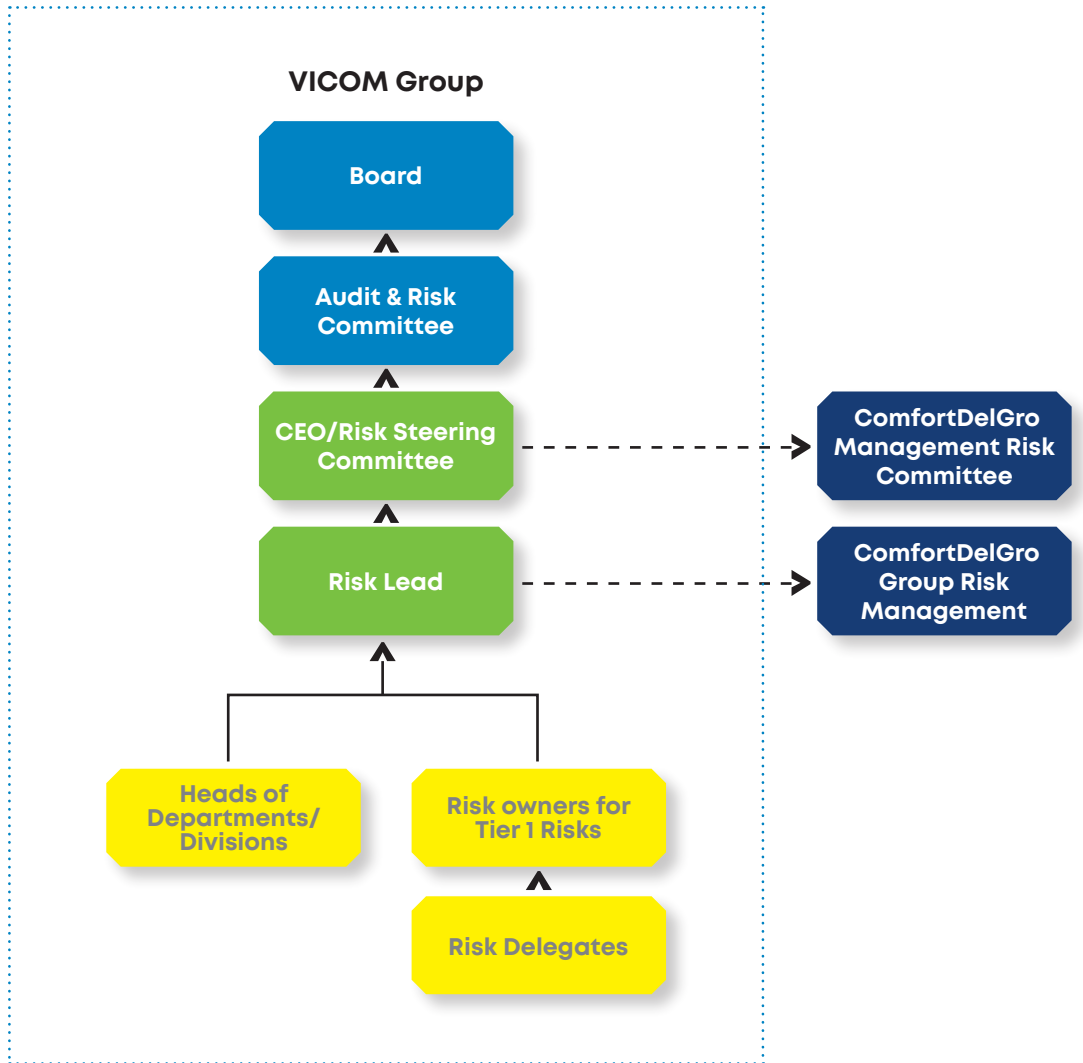 VICOM Group
Board
Audit & Risk
Committee
CEO/Risk Steering
Committee
ComfortDelGro
Management Risk
Committee
Risk Lead
ComfortDelGro
Group Risk
Management
Heads of
Departments/
Divisions
Risk owners for
Tier 1 Risks
Risk Delegates